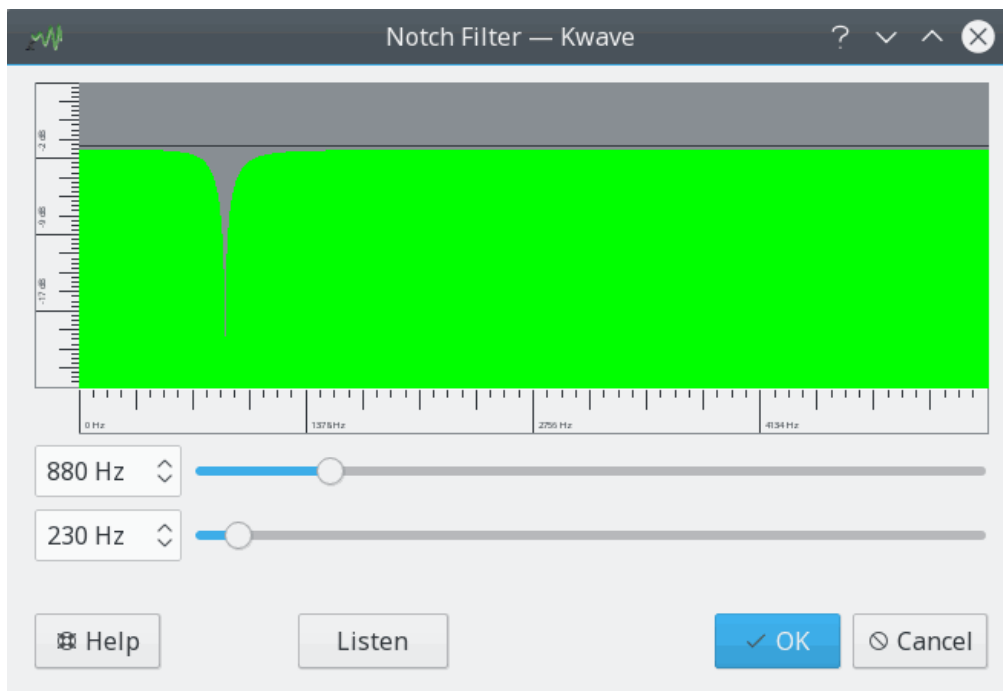 Notch Filter — Kwave
-2 dB
-9 dB
-17 dB
0 Hz 1378 Hz 2756 Hz 4134 Hz
880 Hz
230 Hz
Help Listen OK Cancel